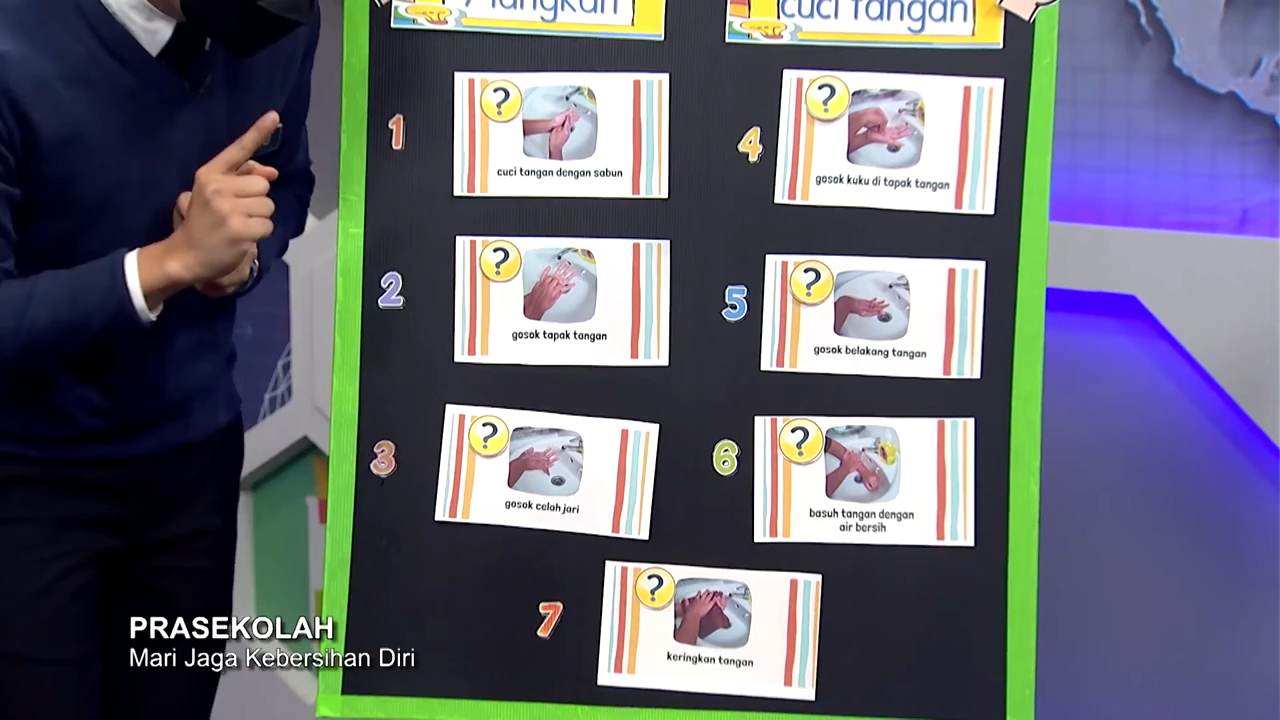 7 langkah
cuci tangan
1
?
cuci tangan dengan sabun
2
?
gosok tapak tangan
3
?
gosok celah jari
4
?
gosok kuku di tapak tangan
5
?
gosok belakang tangan
6
?
basuh tangan dengan
air bersih
7
?
keringkan tangan
PRASEKOLAH
Mari Jaga Kebersihan Diri